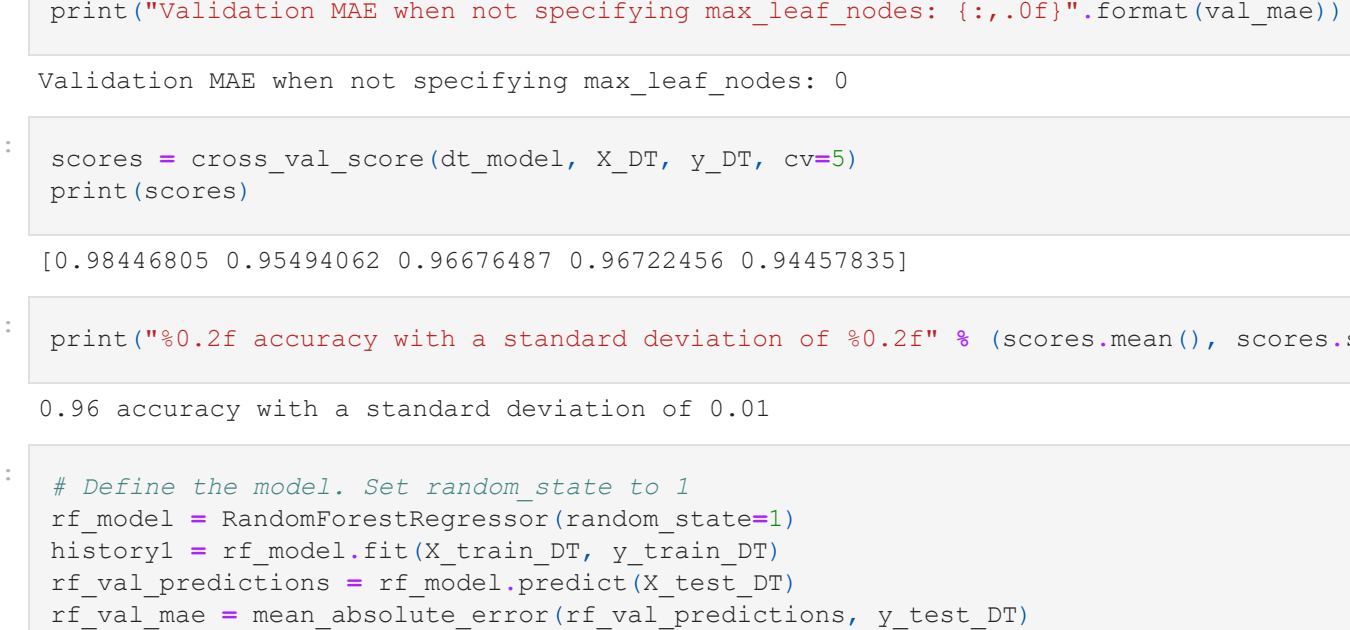 print("Validation MAE when not specifying max_leaf_nodes: {:,.0f}".format(val_mae))
Validation MAE when not specifying max_leaf_nodes: 0
:
scores = cross_val_score(dt_model, X_DT, y_DT, cv=5)
print(scores)
[0.98446805 0.95494062 0.96676487 0.96722456 0.94457835]
:
print("%0.2f accuracy with a standard deviation of %0.2f" % (scores.mean(), scores.s
0.96 accuracy with a standard deviation of 0.01
:
# Define the model. Set random_state to 1
rf_model = RandomForestRegressor(random_state=1)
history1 = rf_model.fit(X_train_DT, y_train_DT)
rf_val_predictions = rf_model.predict(X_test_DT)
rf_val_mae = mean_absolute_error(rf_val_predictions, y_test_DT)